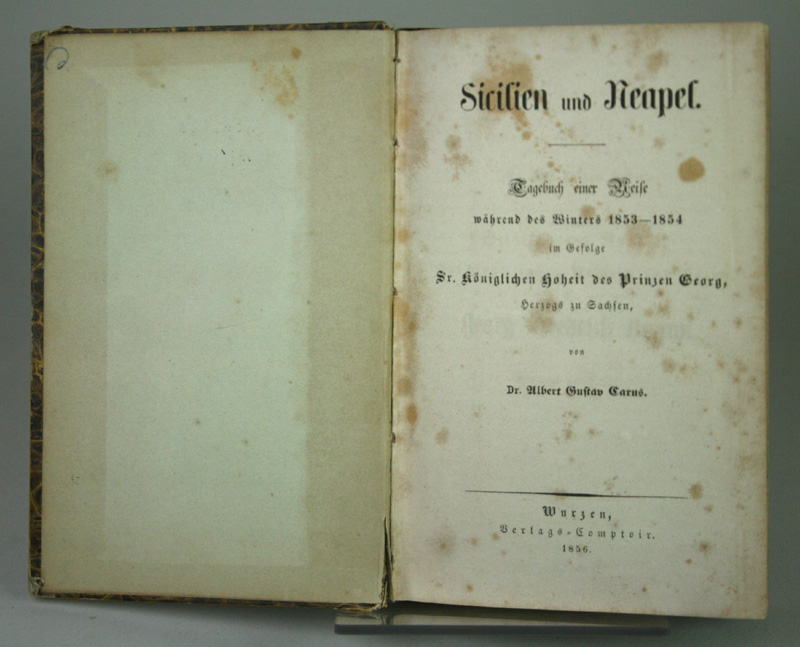 Sicilien und Neapel.
Tagebuch einer Reise
während des Winters 1853—1854
im Gefolge
Sr. Königlichen Hoheit des Prinzen Georg,
Herzogs zu Sachsen,
von
Dr. Albert Gustav Carus.
Wurzen,
Verlags-Comptoir.
1856.